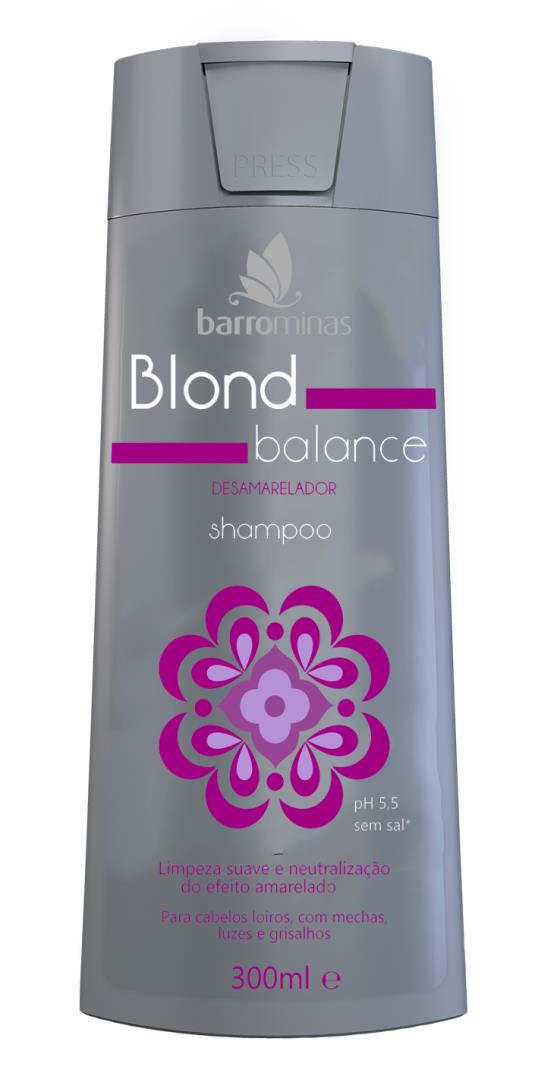 PRESS
barrominas
Blond
balance
DESAMARELADOR
shampoo
pH 5,5
sem sal*
Limpeza suave e neutralização
do efeito amarelado
Para cabelos loiros, com mechas,
luzes e grisalhos
300ml ℮